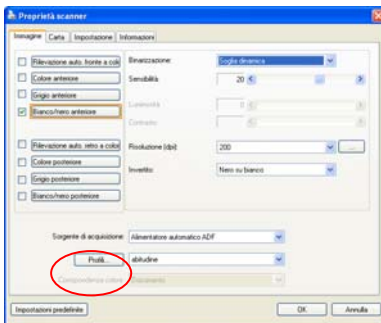 Proprietà scanner
Immagine Carta Impostazione Informazioni
Rilevazione auto. fronte a colo
Colore anteriore
Grigio anteriore
Bianco/nero anteriore
Rilevazione auto. retro a color
Colore posteriore
Grigio posteriore
Bianco/nero posteriore
Binarizzazione: Soglia dinamica
Sensibilità 20
Luminosità 0
Contrasto:
Risoluzione (dpi): 200 ...
Invertito: Nero su bianco
Sorgente di acquisizione: Alimentatore automatico ADF
Profili... abitudine
Corrispondenza colore:
Impostazioni predefinite OK Annulla